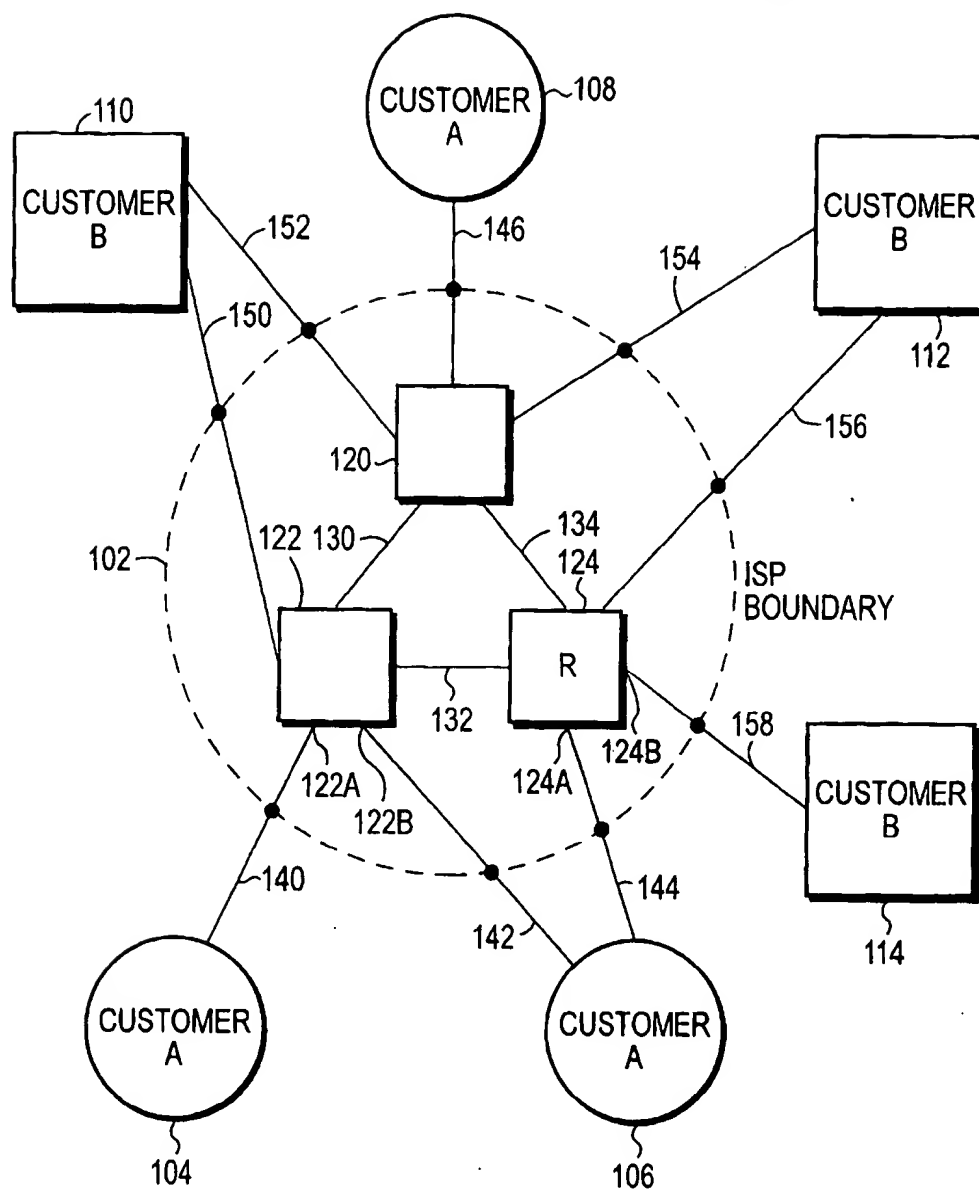 108
CUSTOMER
A
110
CUSTOMER
B
CUSTOMER
B
152
146
154
150
112
156
120
122
130
134
124
102
ISP
BOUNDARY
R
132
158
122A
124A
124B
122B
CUSTOMER
B
140
142
144
114
CUSTOMER
A
CUSTOMER
A
104
106